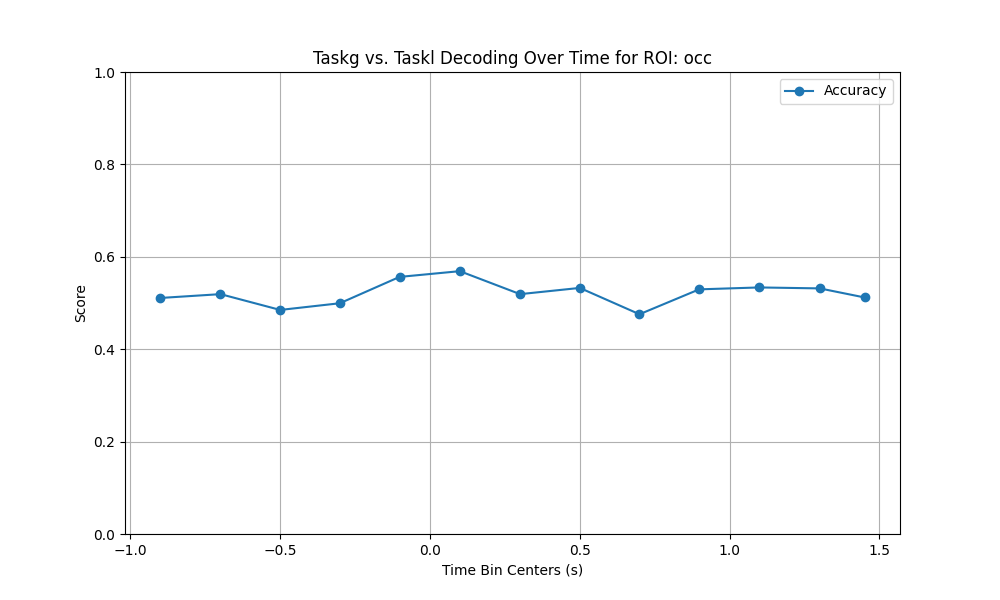 Taskg vs. Taskl Decoding Over Time for ROI: occ
Accuracy
Score
1.0
0.8
0.6
0.4
0.2
0.0
−1.0 −0.5 0.0 0.5 1.0 1.5
Time Bin Centers (s)